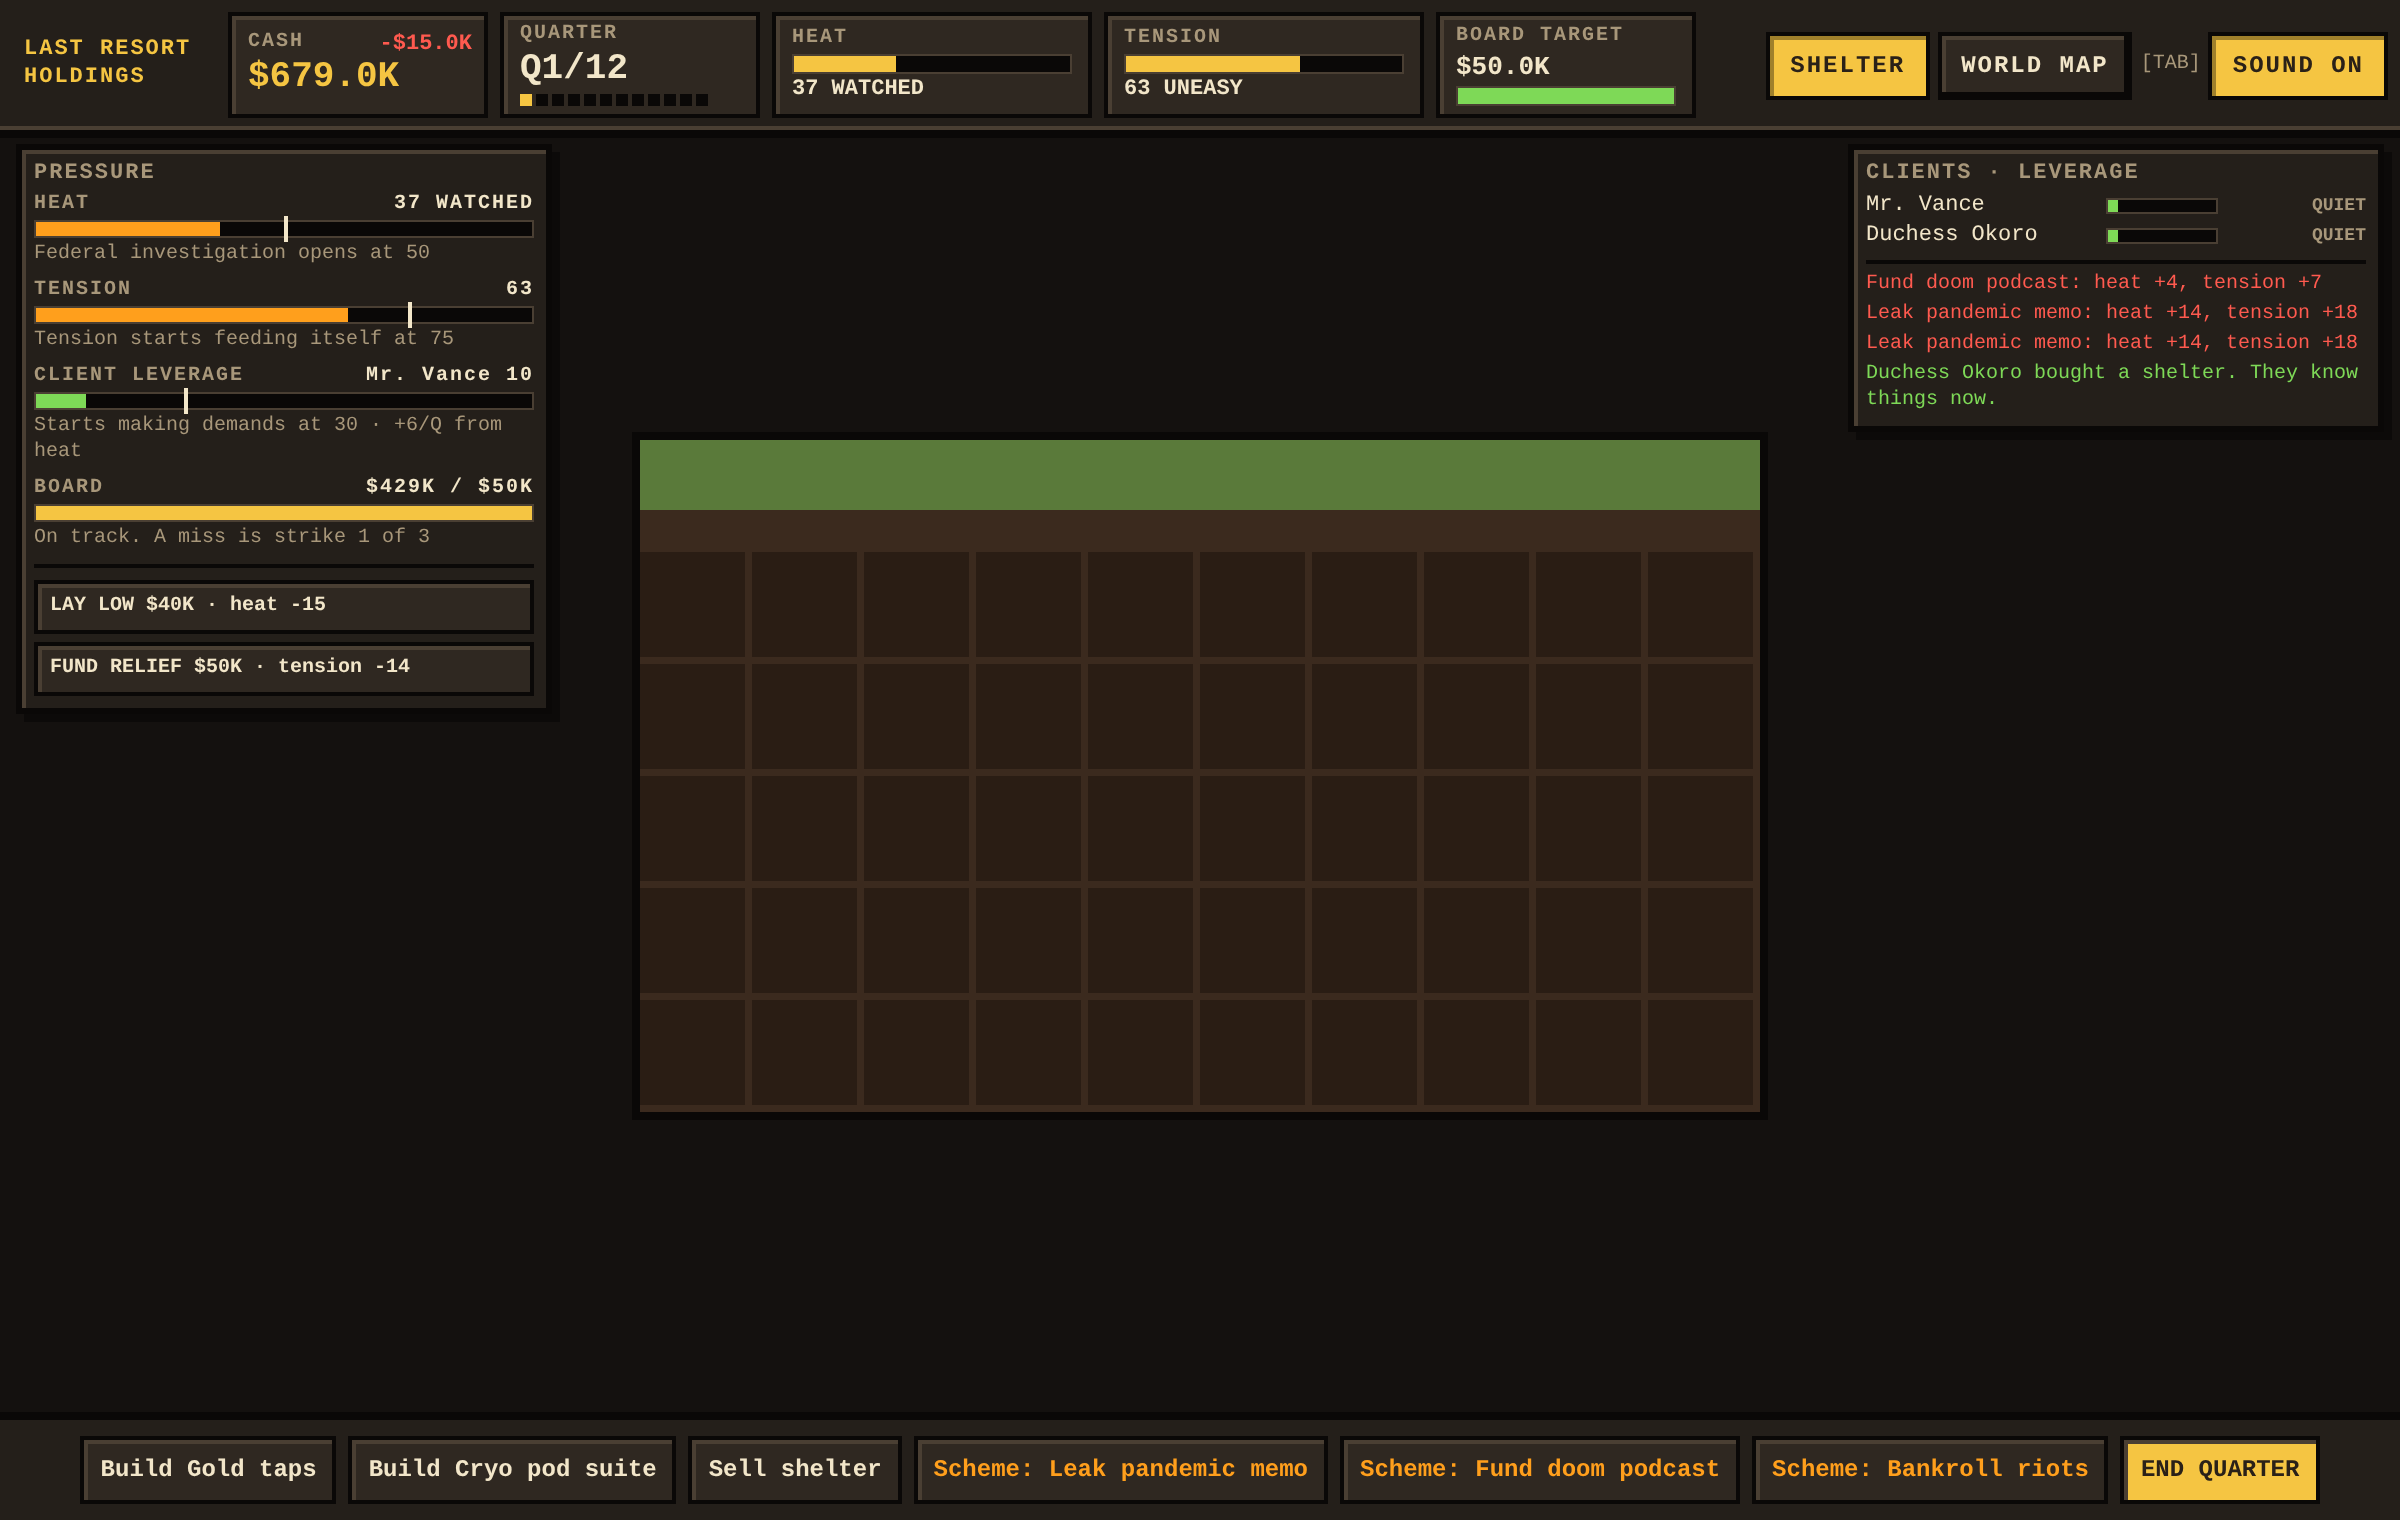 LAST RESORT
HOLDINGS
CASH -$15.0K
$679.0K
QUARTER
Q1/12
HEAT
37 WATCHED
TENSION
63 UNEASY
BOARD TARGET
$50.0K
SHELTER
WORLD MAP
[TAB]
SOUND ON
PRESSURE
HEAT 37 WATCHED
Federal investigation opens at 50
TENSION 63
Tension starts feeding itself at 75
CLIENT LEVERAGE Mr. Vance 10
Starts making demands at 30 · +6/Q from
heat
BOARD $429K / $50K
On track. A miss is strike 1 of 3
LAY LOW $40K · heat -15
FUND RELIEF $50K · tension -14
CLIENTS · LEVERAGE
Mr. Vance QUIET
Duchess Okoro QUIET
Fund doom podcast: heat +4, tension +7
Leak pandemic memo: heat +14, tension +18
Leak pandemic memo: heat +14, tension +18
Duchess Okoro bought a shelter. They know
things now.
Build Gold taps
Build Cryo pod suite
Sell shelter
Scheme: Leak pandemic memo
Scheme: Fund doom podcast
Scheme: Bankroll riots
END QUARTER